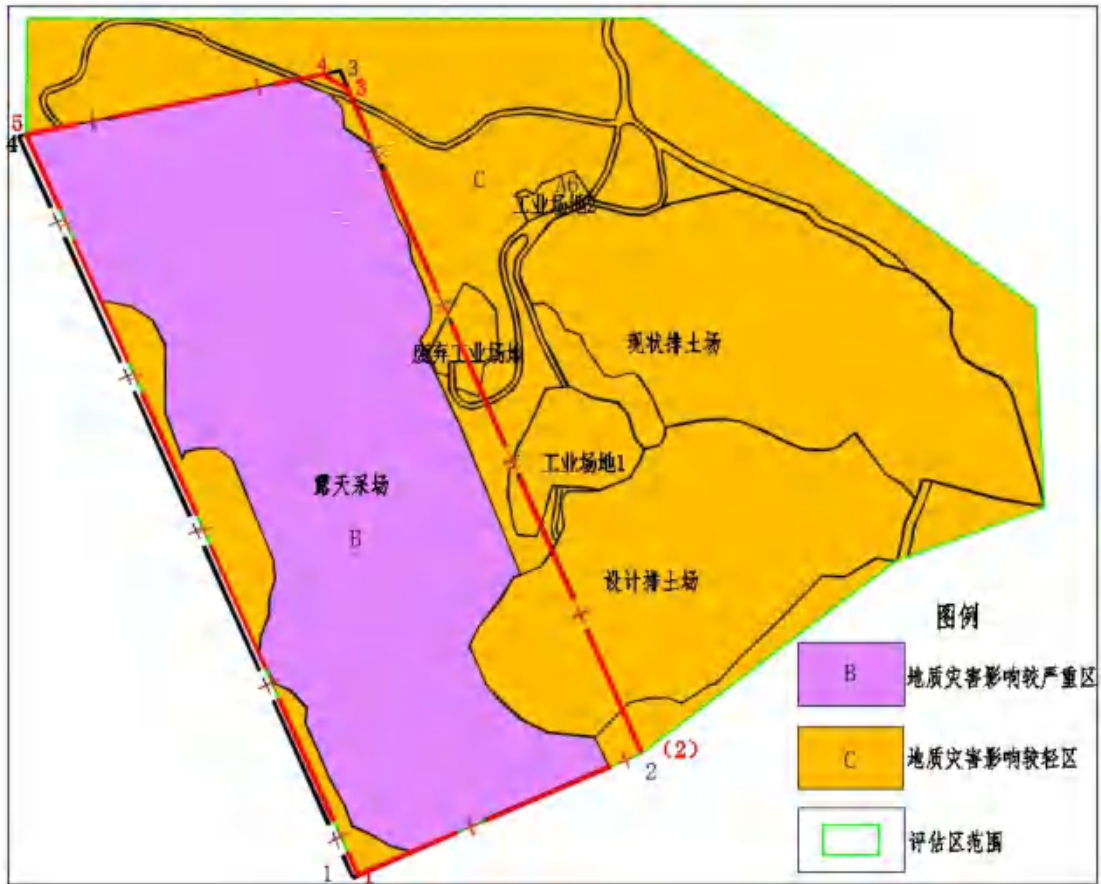 4 3
3
5
4
C
A6
工业场地2
现状排土场
废弃工业场地
工业场地1
露天采场
B
设计排土场
图例
B 地质灾害影响较严重区
(2)
2
C 地质灾害影响较轻区
评估区范围
1 1